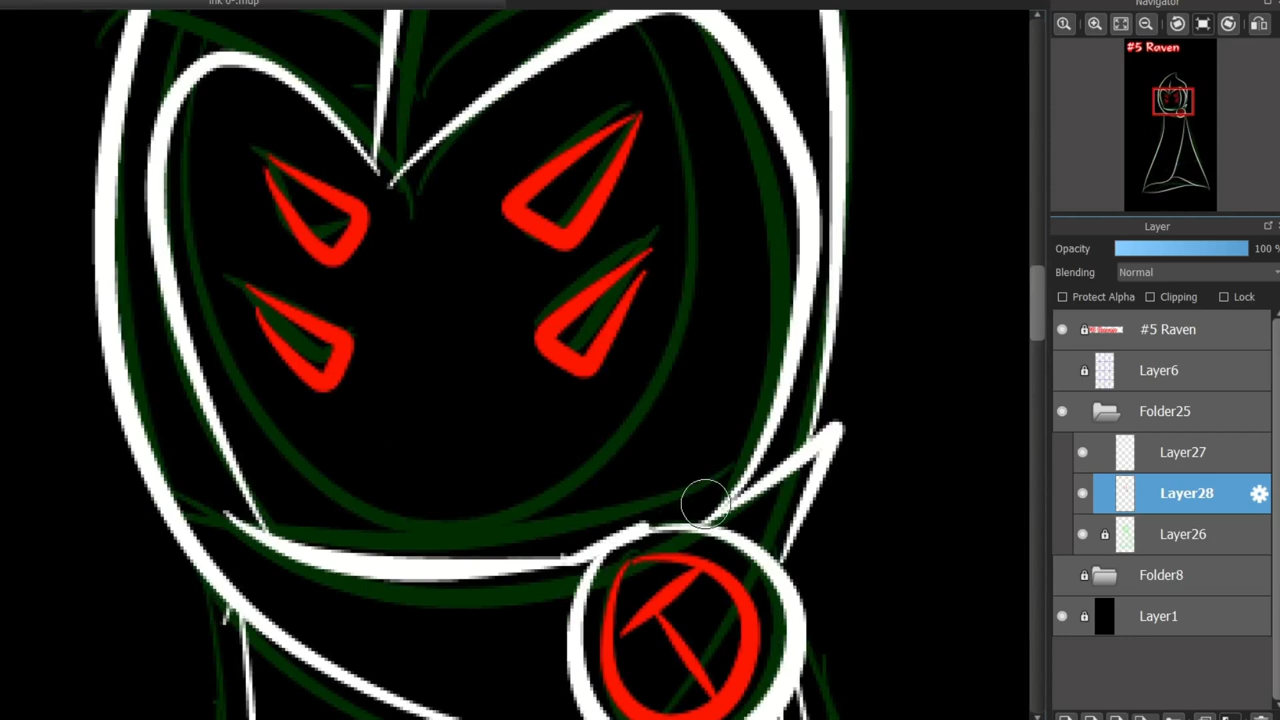 ink 6-.mdp
Navigator
#5 Raven
Layer
Opacity 100 %
Blending Normal
Protect Alpha Clipping Lock
#5 Raven
Layer6
Folder25
Layer27
Layer28
Layer26
Folder8
Layer1